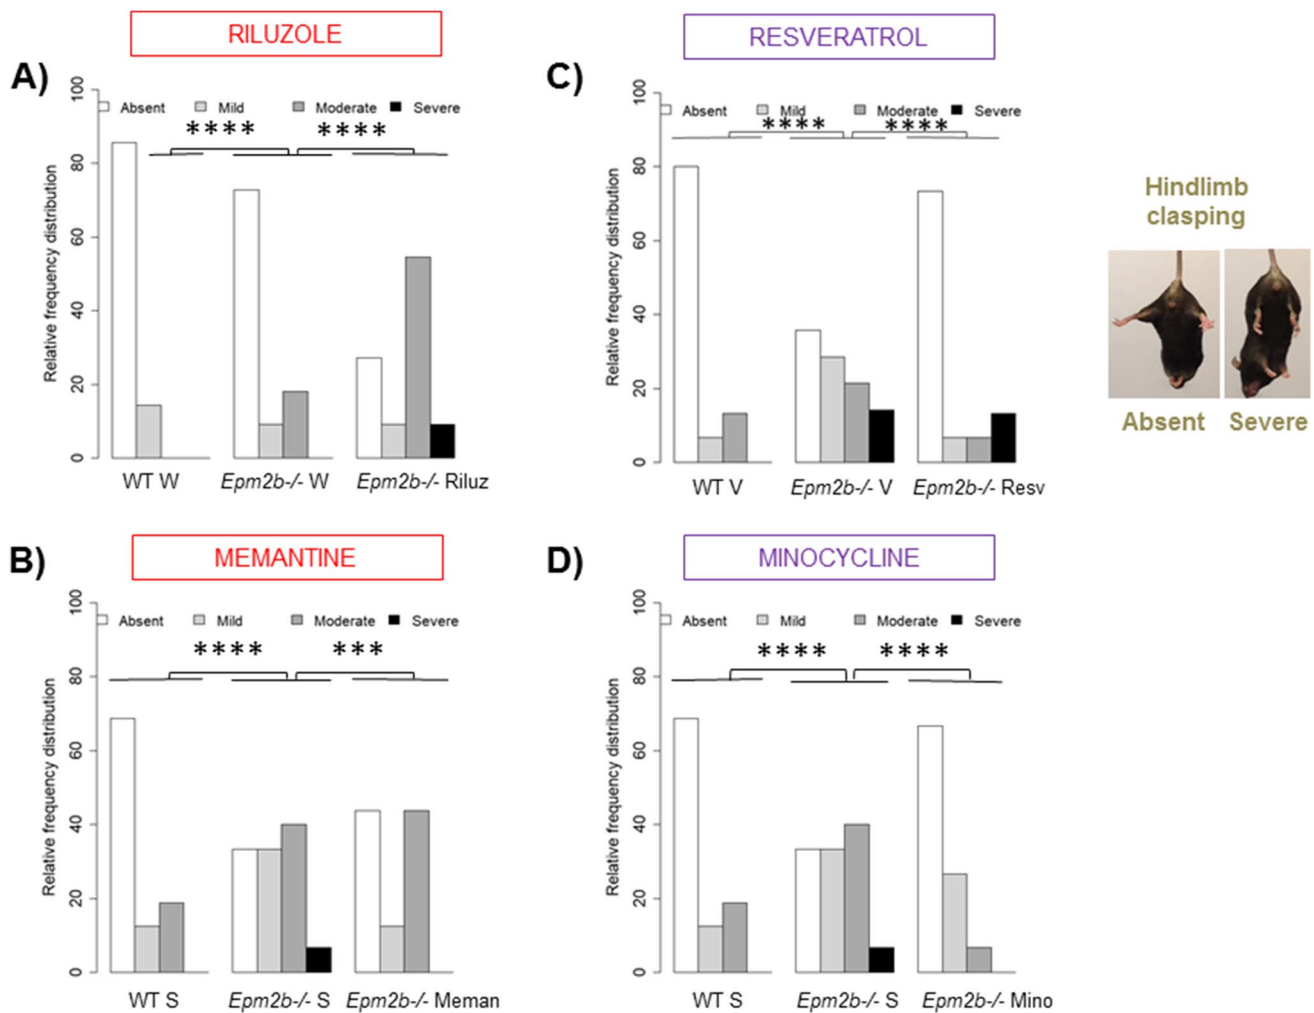 RILUZOLE
A)
Relative frequency distribution
0
20
40
60
80
100
Absent Mild Moderate Severe
**** ****
WT W Epm2b-/- W Epm2b-/- Riluz
RESVERATROL
C)
Relative frequency distribution
0
20
40
60
80
100
Absent Mild Moderate Severe
**** ****
WT V Epm2b-/- V Epm2b-/- Resv
Hindlimb
clasping
Absent Severe
MEMANTINE
B)
Relative frequency distribution
0
20
40
60
80
100
Absent Mild Moderate Severe
**** ***
WT S Epm2b-/- S Epm2b-/- Meman
MINOCYCLINE
D)
Relative frequency distribution
0
20
40
60
80
100
Absent Mild Moderate Severe
**** ****
WT S Epm2b-/- S Epm2b-/- Mino